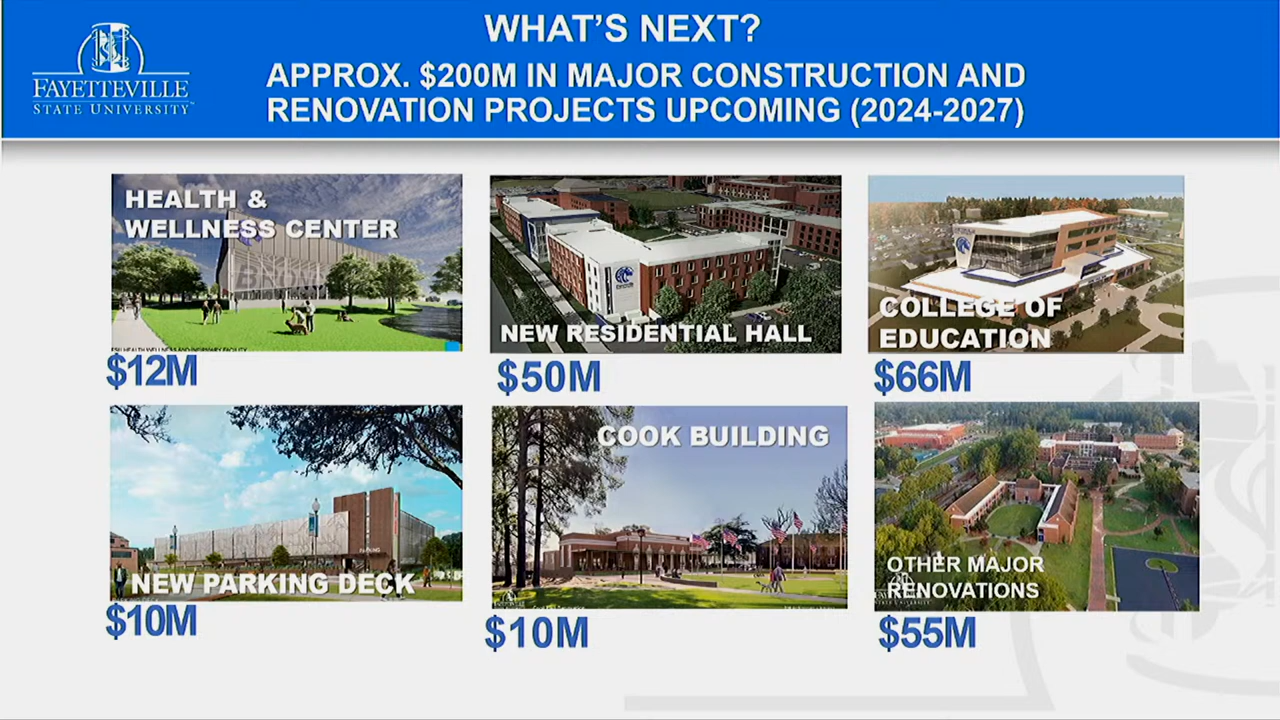 WHAT'S NEXT?
APPROX. $200M IN MAJOR CONSTRUCTION AND
RENOVATION PROJECTS UPCOMING (2024-2027)
FAYETTEVILLE
STATE UNIVERSITY
HEALTH &
WELLNESS CENTER
$12M
NEW RESIDENTIAL HALL
$50M
COLLEGE OF
EDUCATION
$66M
PARKING
NEW PARKING DECK
$10M
COOK BUILDING
$10M
OTHER MAJOR
RENOVATIONS
$55M